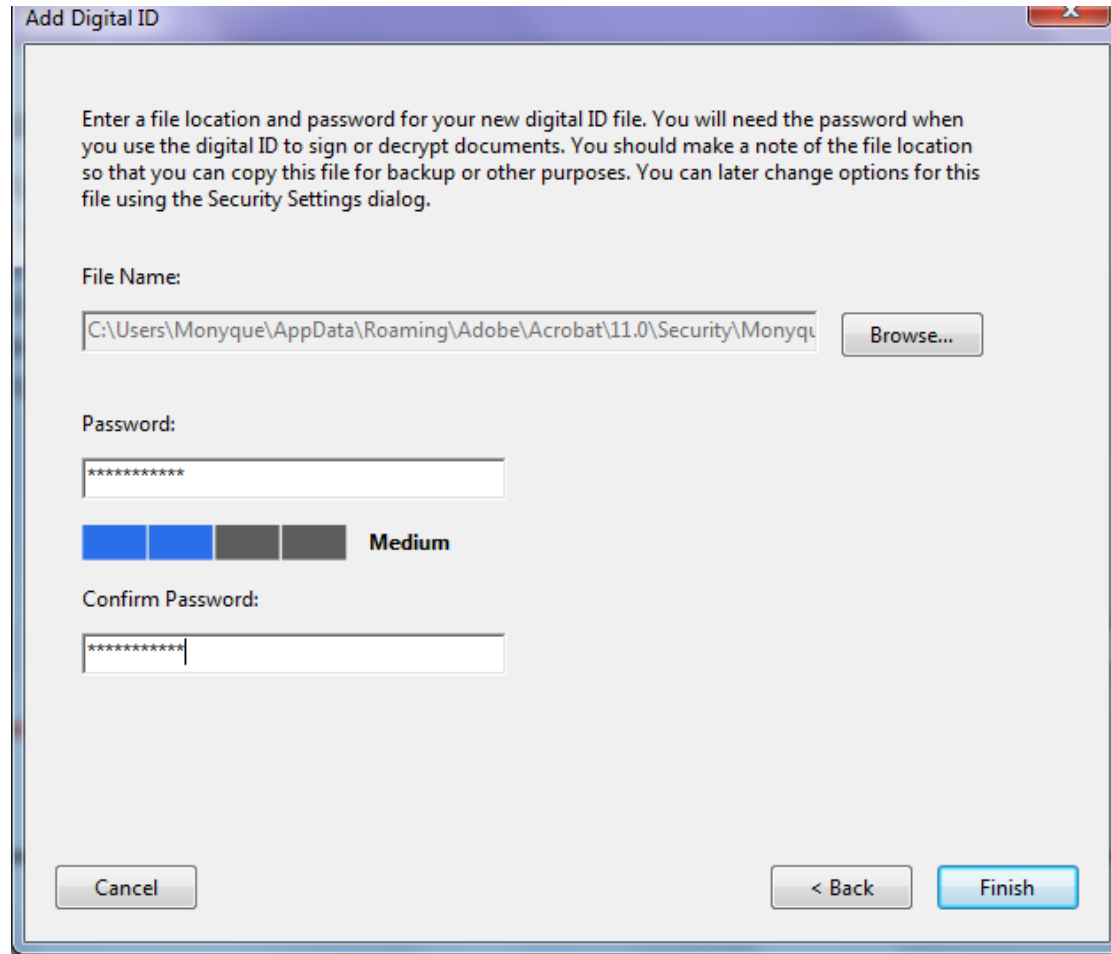 Add Digital ID
Enter a file location and password for your new digital ID file. You will need the password when
you use the digital ID to sign or decrypt documents. You should make a note of the file location
so that you can copy this file for backup or other purposes. You can later change options for this
file using the Security Settings dialog.
File Name:
C:\Users\Monyque\AppData\Roaming\Adobe\Acrobat\11.0\Security\Monyqu
Browse...
Password:
***********
Medium
Confirm Password:
***********
Cancel
< Back
Finish